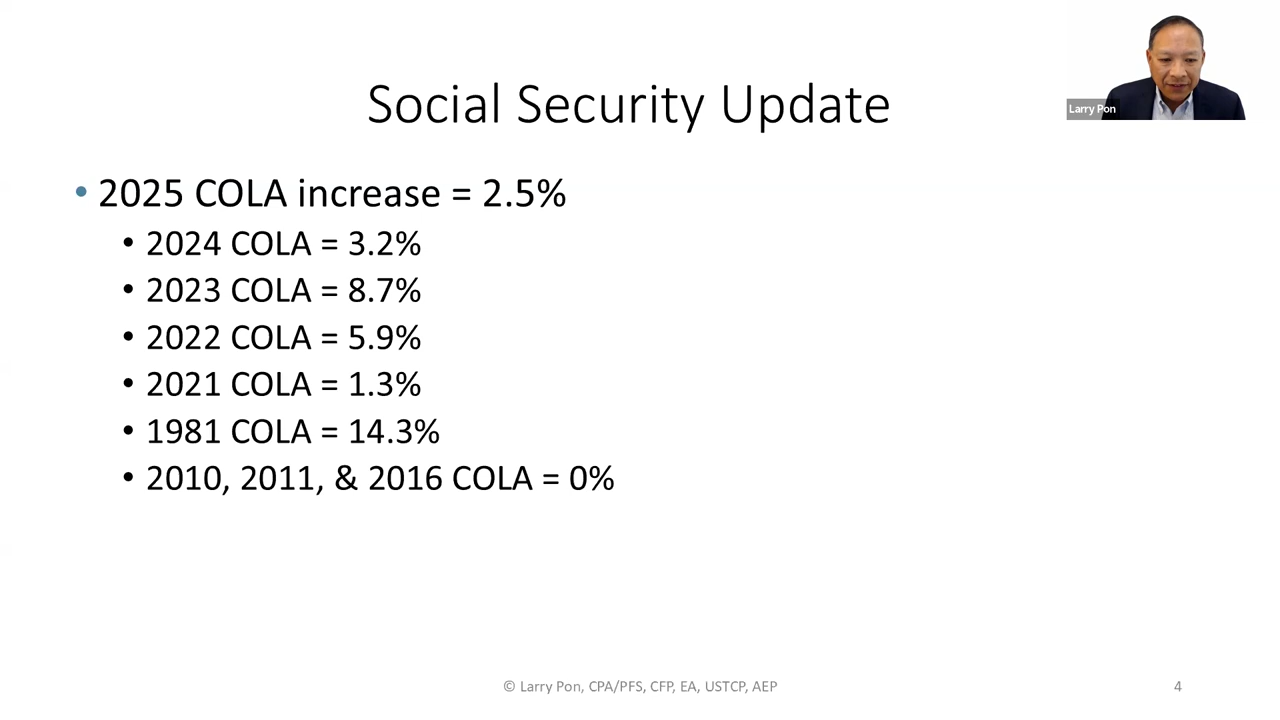 Larry Pon
Social Security Update
• 2025 COLA increase = 2.5%
• 2024 COLA = 3.2%
• 2023 COLA = 8.7%
• 2022 COLA = 5.9%
• 2021 COLA = 1.3%
• 1981 COLA = 14.3%
• 2010, 2011, & 2016 COLA = 0%
© Larry Pon, CPA/PFS, CFP, EA, USTCP, AEP
4